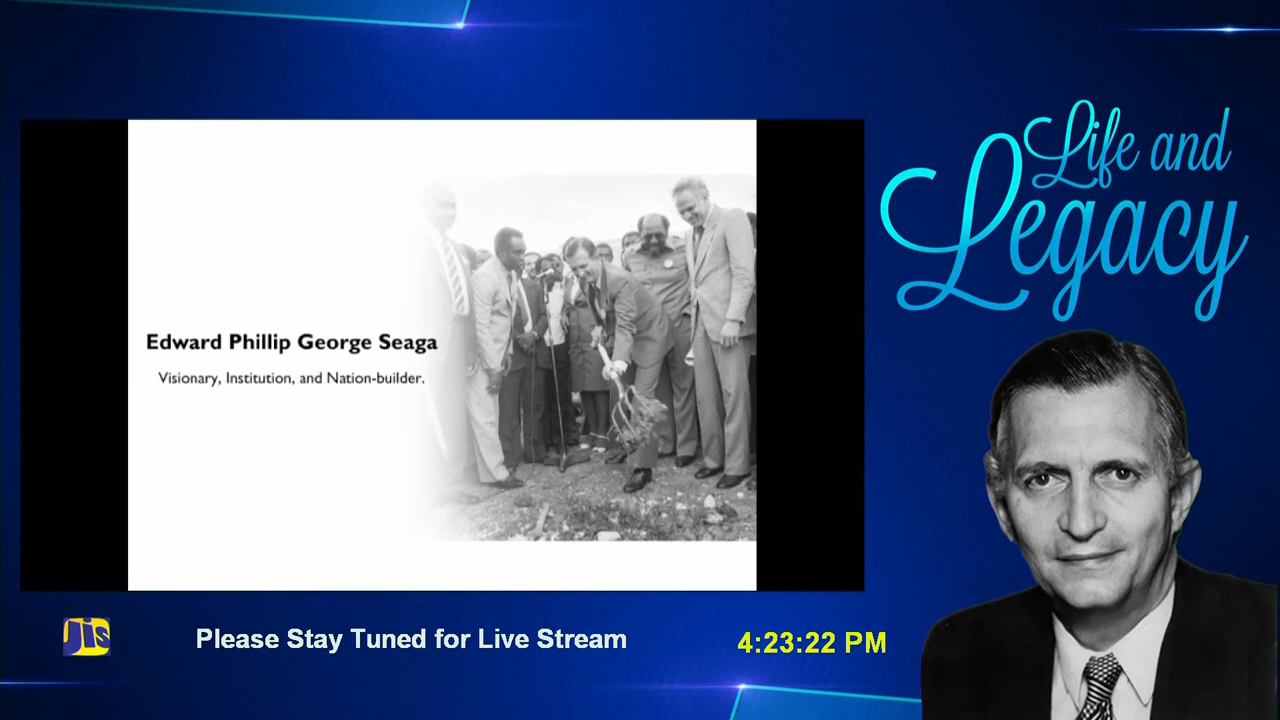 Life and
Legacy
Edward Phillip George Seaga
Visionary, Institution, and Nation-builder.
jis
Please Stay Tuned for Live Stream
4:23:22 PM